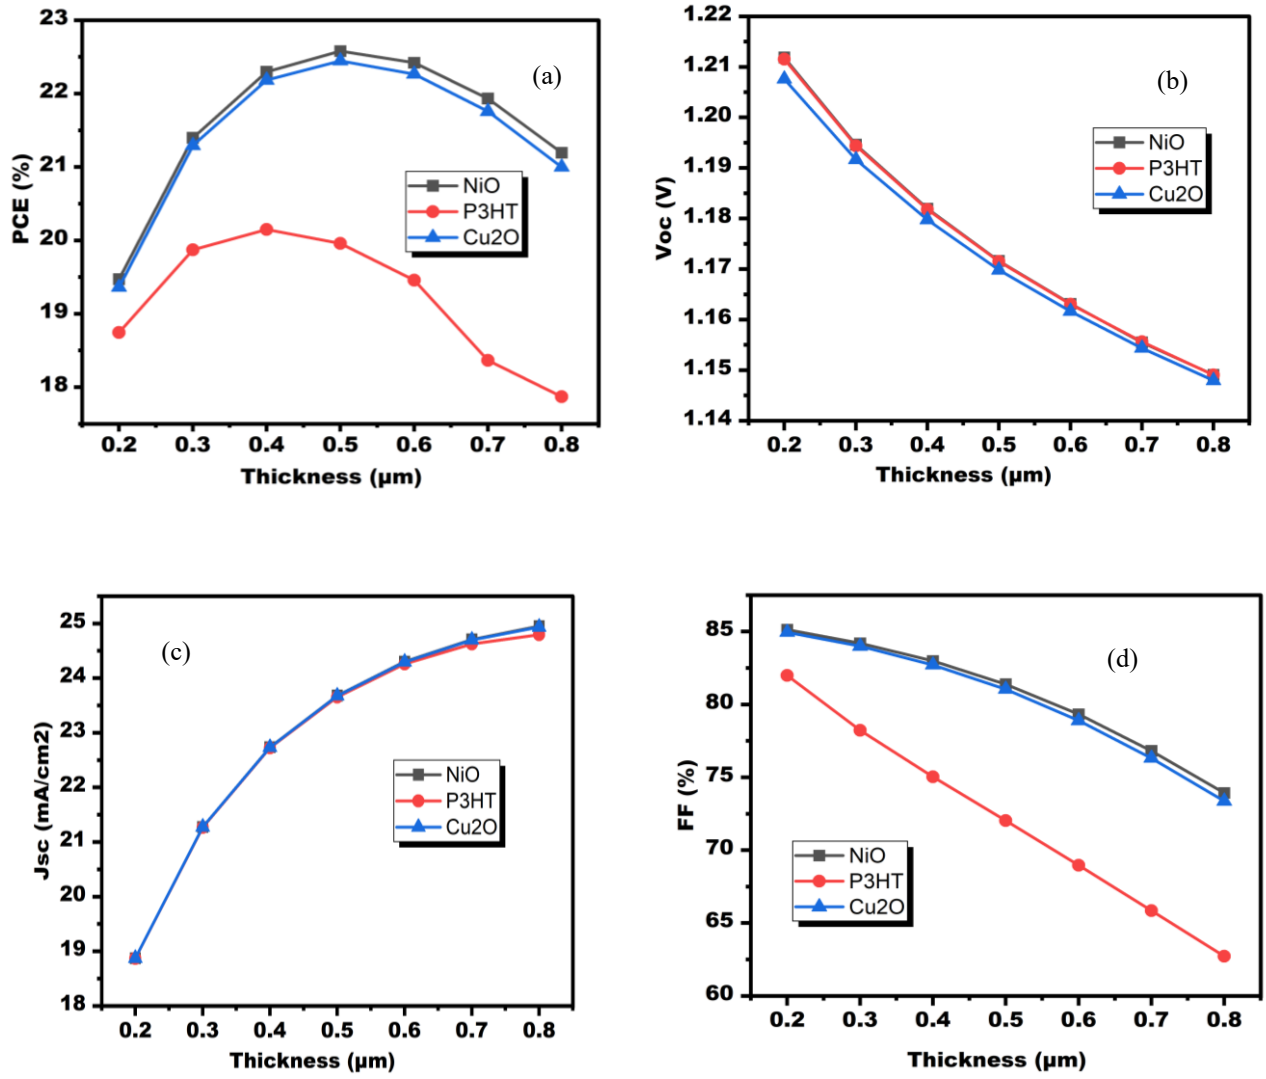 (a)
PCE (%)
23
22
21
20
19
18
NiO
P3HT
Cu2O
0.2 0.3 0.4 0.5 0.6 0.7 0.8
Thickness (μm)
(b)
Voc (V)
1.22
1.21
1.20
1.19
1.18
1.17
1.16
1.15
1.14
NiO
P3HT
Cu2O
0.2 0.3 0.4 0.5 0.6 0.7 0.8
Thickness (μm)
(c)
Jsc (mA/cm2)
25
24
23
22
21
20
19
18
NiO
P3HT
Cu2O
0.2 0.3 0.4 0.5 0.6 0.7 0.8
Thickness (μm)
(d)
FF (%)
85
80
75
70
65
60
NiO
P3HT
Cu2O
0.2 0.3 0.4 0.5 0.6 0.7 0.8
Thickness (μm)